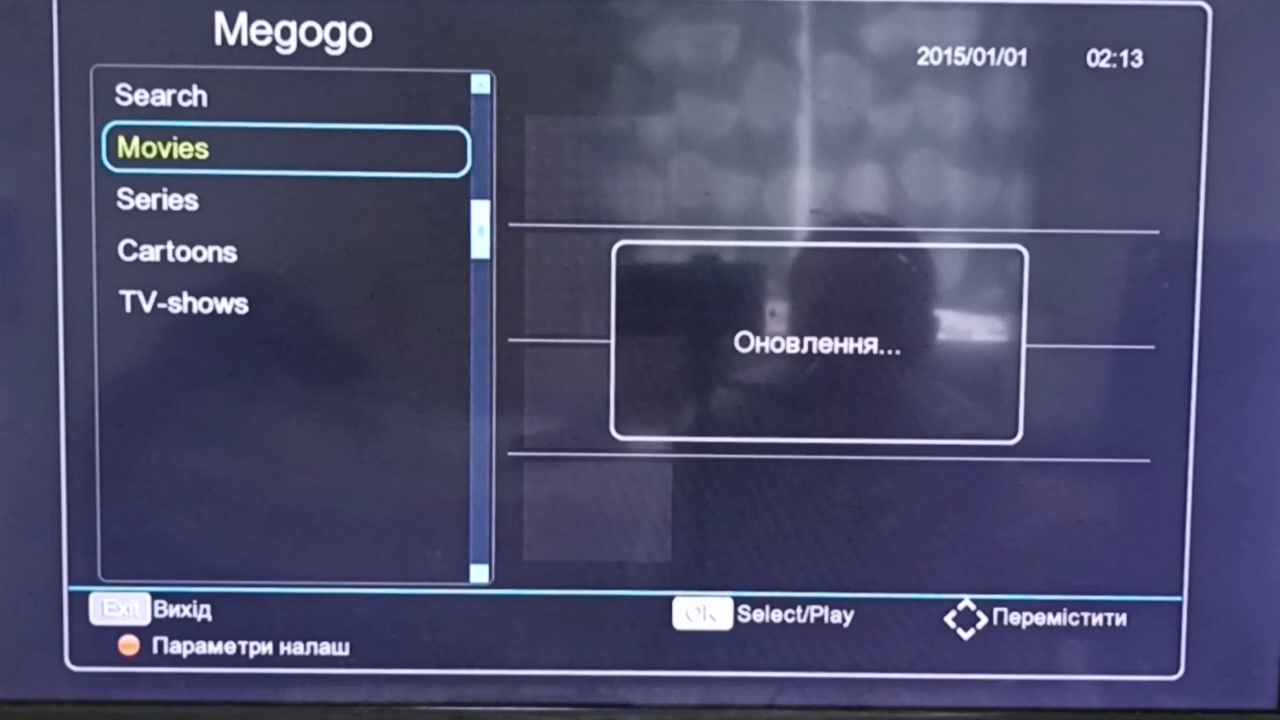 Megogo
2015/01/01 02:13
Search
Movies
Series
Cartoons
TV-shows
Оновлення...
Exit Вихід
OK Select/Play
Перемістити
Параметри налаш